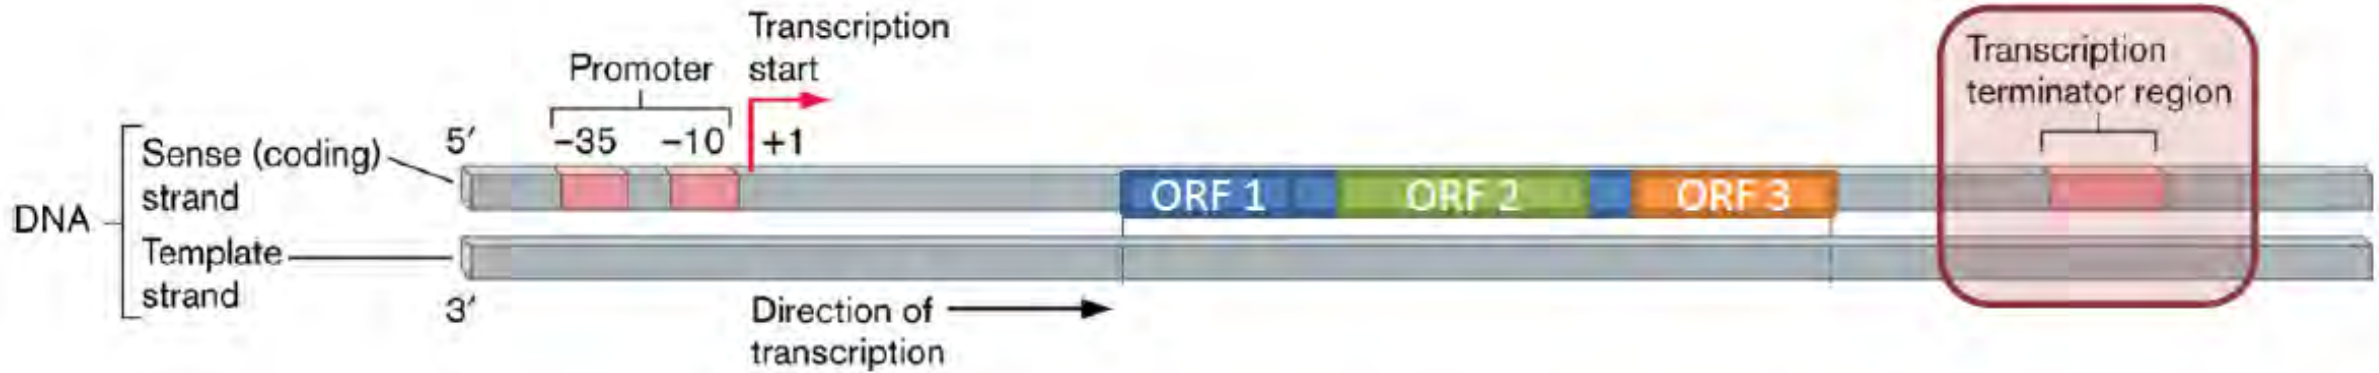 Transcription
start
Promoter
–35
–10
+1
Transcription
terminator region
DNA
Sense (coding)
strand
5′
ORF 1
ORF 2
ORF 3
Template
strand
3′
Direction of
transcription